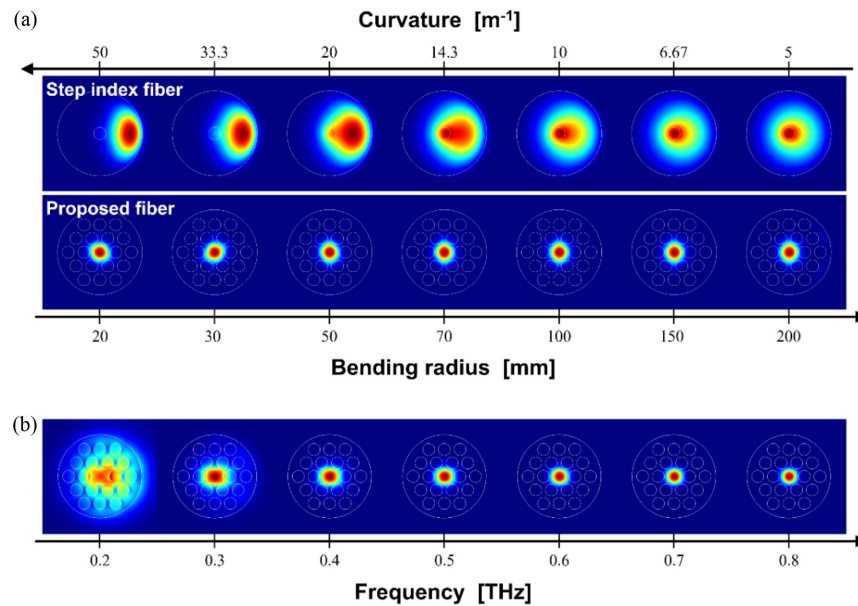 (a)
Curvature [m⁻¹]
50 33.3 20 14.3 10 6.67 5
Step index fiber
Proposed fiber
20 30 50 70 100 150 200
Bending radius [mm]
(b)
0.2 0.3 0.4 0.5 0.6 0.7 0.8
Frequency [THz]